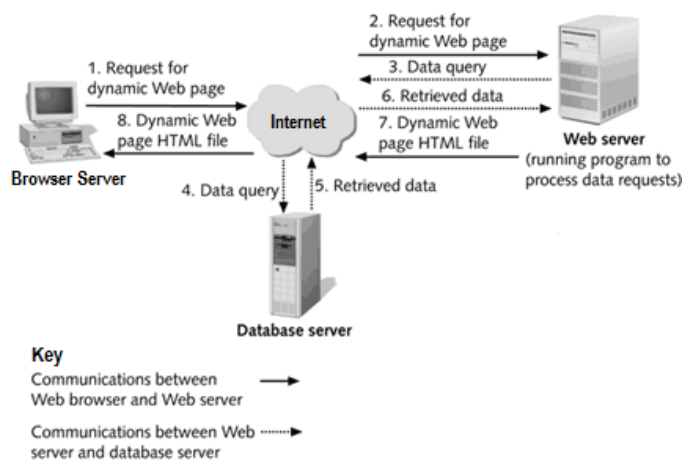 2. Request for
dynamic Web page
1. Request for
dynamic Web page
3. Data query
6. Retrieved data
Internet
8. Dynamic Web
page HTML file
7. Dynamic Web
page HTML file
Web server
(running program to
process data requests)
Browser Server
4. Data query
5. Retrieved data
Database server
Key
Communications between
Web browser and Web server
Communications between Web
server and database server